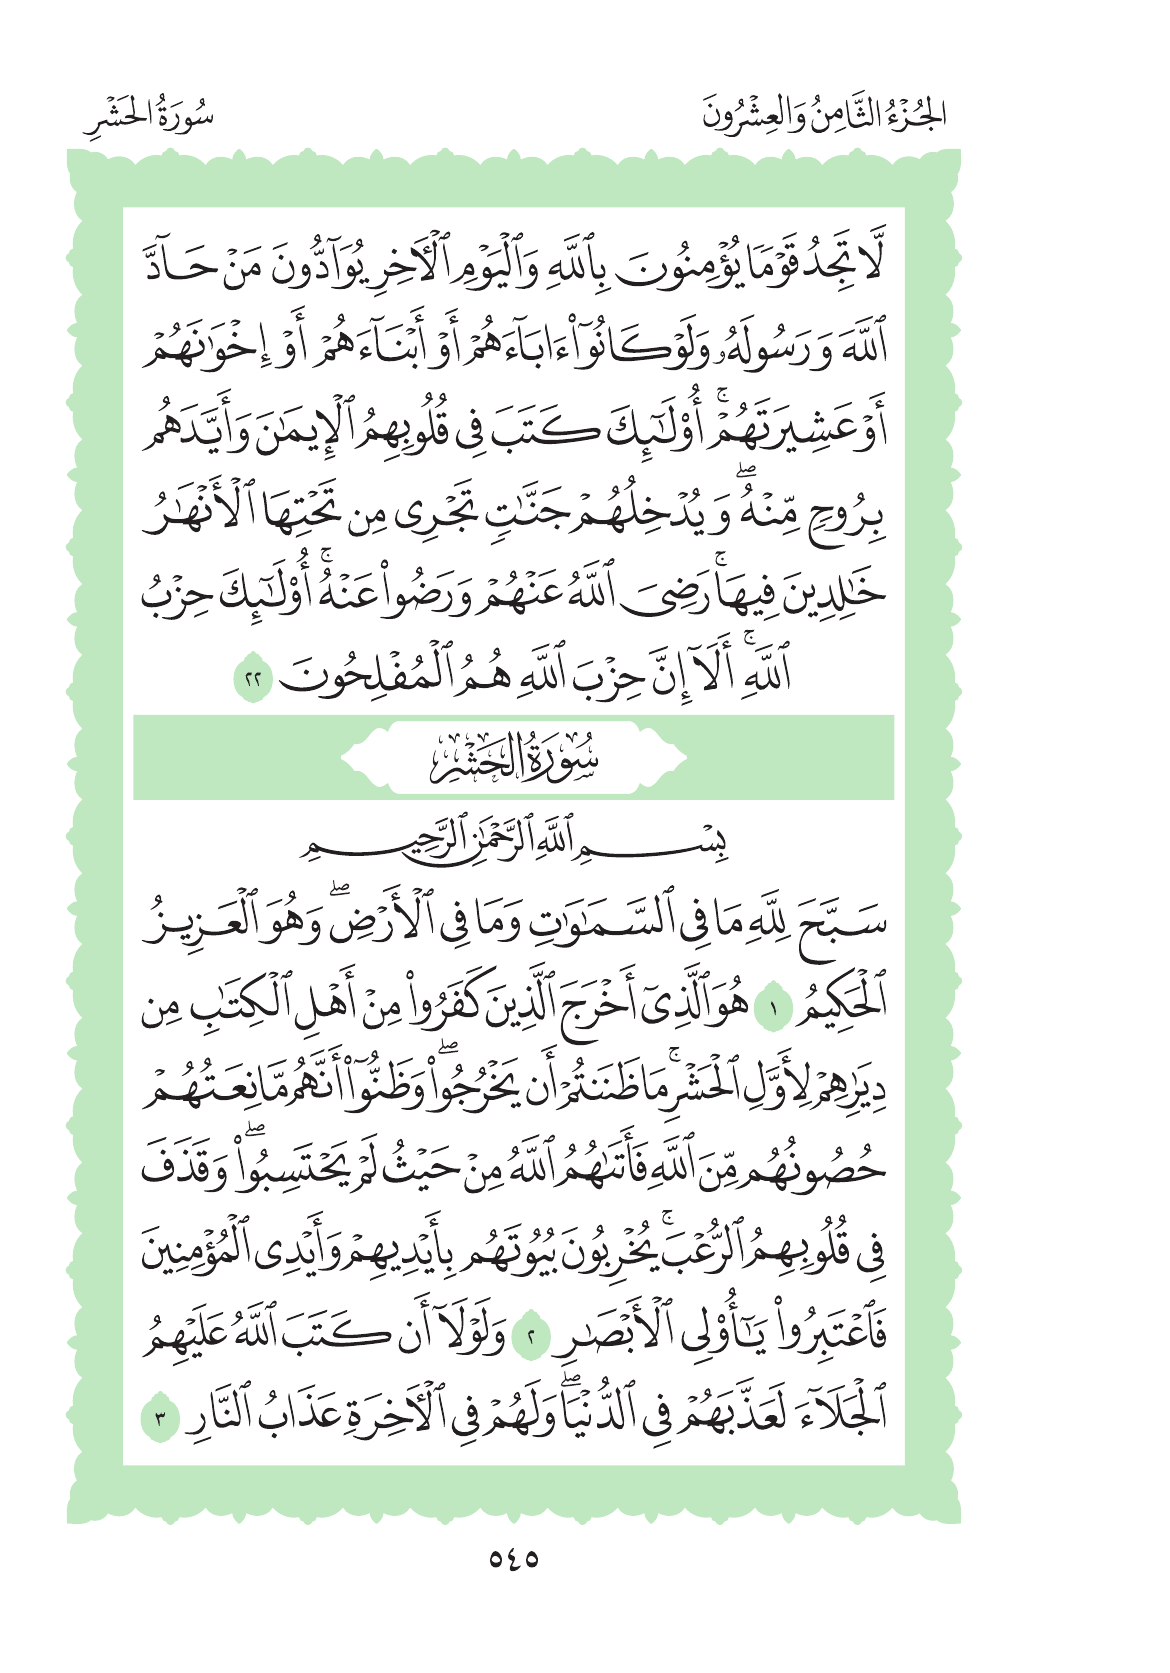 الجُزْءُ الثَّامِنُ وَالعِشْرُونَ
سُورَةُ الحَشْرِ
لَّا تَجِدُ قَوْمًا يُؤْمِنُونَ بِٱللَّهِ وَٱلْيَوْمِ ٱلْأَخِرِ يُوَآدُّونَ مَنْ حَآدَّ
ٱللَّهَ وَرَسُولَهُۥ وَلَوْ كَانُوٓا۟ ءَابَآءَهُمْ أَوْ أَبْنَآءَهُمْ أَوْ إِخْوَٰنَهُمْ
أَوْ عَشِيرَتَهُمْ ۚ أُو۟لَٰٓئِكَ كَتَبَ فِى قُلُوبِهِمُ ٱلْإِيمَٰنَ وَأَيَّدَهُم
بِرُوحٍ مِّنْهُ ۖ وَيُدْخِلُهُمْ جَنَّٰتٍ تَجْرِى مِن تَحْتِهَا ٱلْأَنْهَٰرُ
خَٰلِدِينَ فِيهَا ۚ رَضِىَ ٱللَّهُ عَنْهُمْ وَرَضُوا۟ عَنْهُ ۚ أُو۟لَٰٓئِكَ حِزْبُ
ٱللَّهِ ۚ أَلَآ إِنَّ حِزْبَ ٱللَّهِ هُمُ ٱلْمُفْلِحُونَ ٢٢
سُورَةُ الحَشْرِ
بِسْمِ ٱللَّهِ ٱلرَّحْمَٰنِ ٱلرَّحِيمِ
سَبَّحَ لِلَّهِ مَا فِى ٱلسَّمَٰوَٰتِ وَمَا فِى ٱلْأَرْضِ ۖ وَهُوَ ٱلْعَزِيزُ
ٱلْحَكِيمُ ١ هُوَ ٱلَّذِىٓ أَخْرَجَ ٱلَّذِينَ كَفَرُوا۟ مِنْ أَهْلِ ٱلْكِتَٰبِ مِن
دِيَٰرِهِمْ لِأَوَّلِ ٱلْحَشْرِ ۚ مَا ظَنَنتُمْ أَن يَخْرُجُوا۟ ۖ وَظَنُّوٓا۟ أَنَّهُم مَّانِعَتُهُمْ
حُصُونُهُم مِّنَ ٱللَّهِ فَأَتَىٰهُمُ ٱللَّهُ مِنْ حَيْثُ لَمْ يَحْتَسِبُوا۟ ۖ وَقَذَفَ
فِى قُلُوبِهِمُ ٱلرُّعْبَ ۚ يُخْرِبُونَ بُيُوتَهُم بِأَيْدِيهِمْ وَأَيْدِى ٱلْمُؤْمِنِينَ
فَٱعْتَبِرُوا۟ يَٰٓأُو۟لِى ٱلْأَبْصَٰرِ ٢ وَلَوْلَآ أَن كَتَبَ ٱللَّهُ عَلَيْهِمُ
ٱلْجَلَآءَ لَعَذَّبَهُمْ فِى ٱلدُّنْيَا ۖ وَلَهُمْ فِى ٱلْأَخِرَةِ عَذَابُ ٱلنَّارِ ٣
٥٤٥